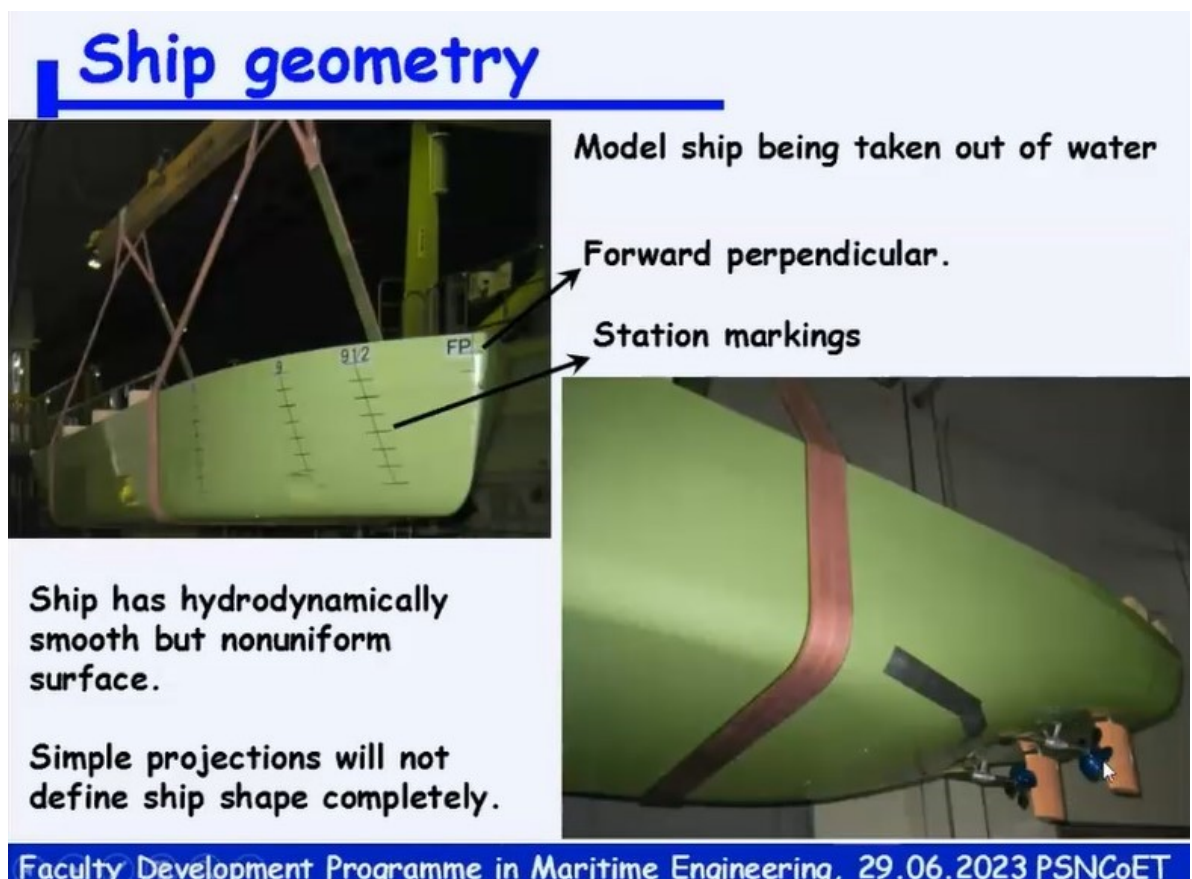 Ship geometry
Model ship being taken out of water
Forward perpendicular.
Station markings
9
91/2
FP
Ship has hydrodynamically
smooth but nonuniform
surface.
Simple projections will not
define ship shape completely.
Faculty Development Programme in Maritime Engineering, 29.06.2023 PSNCoET